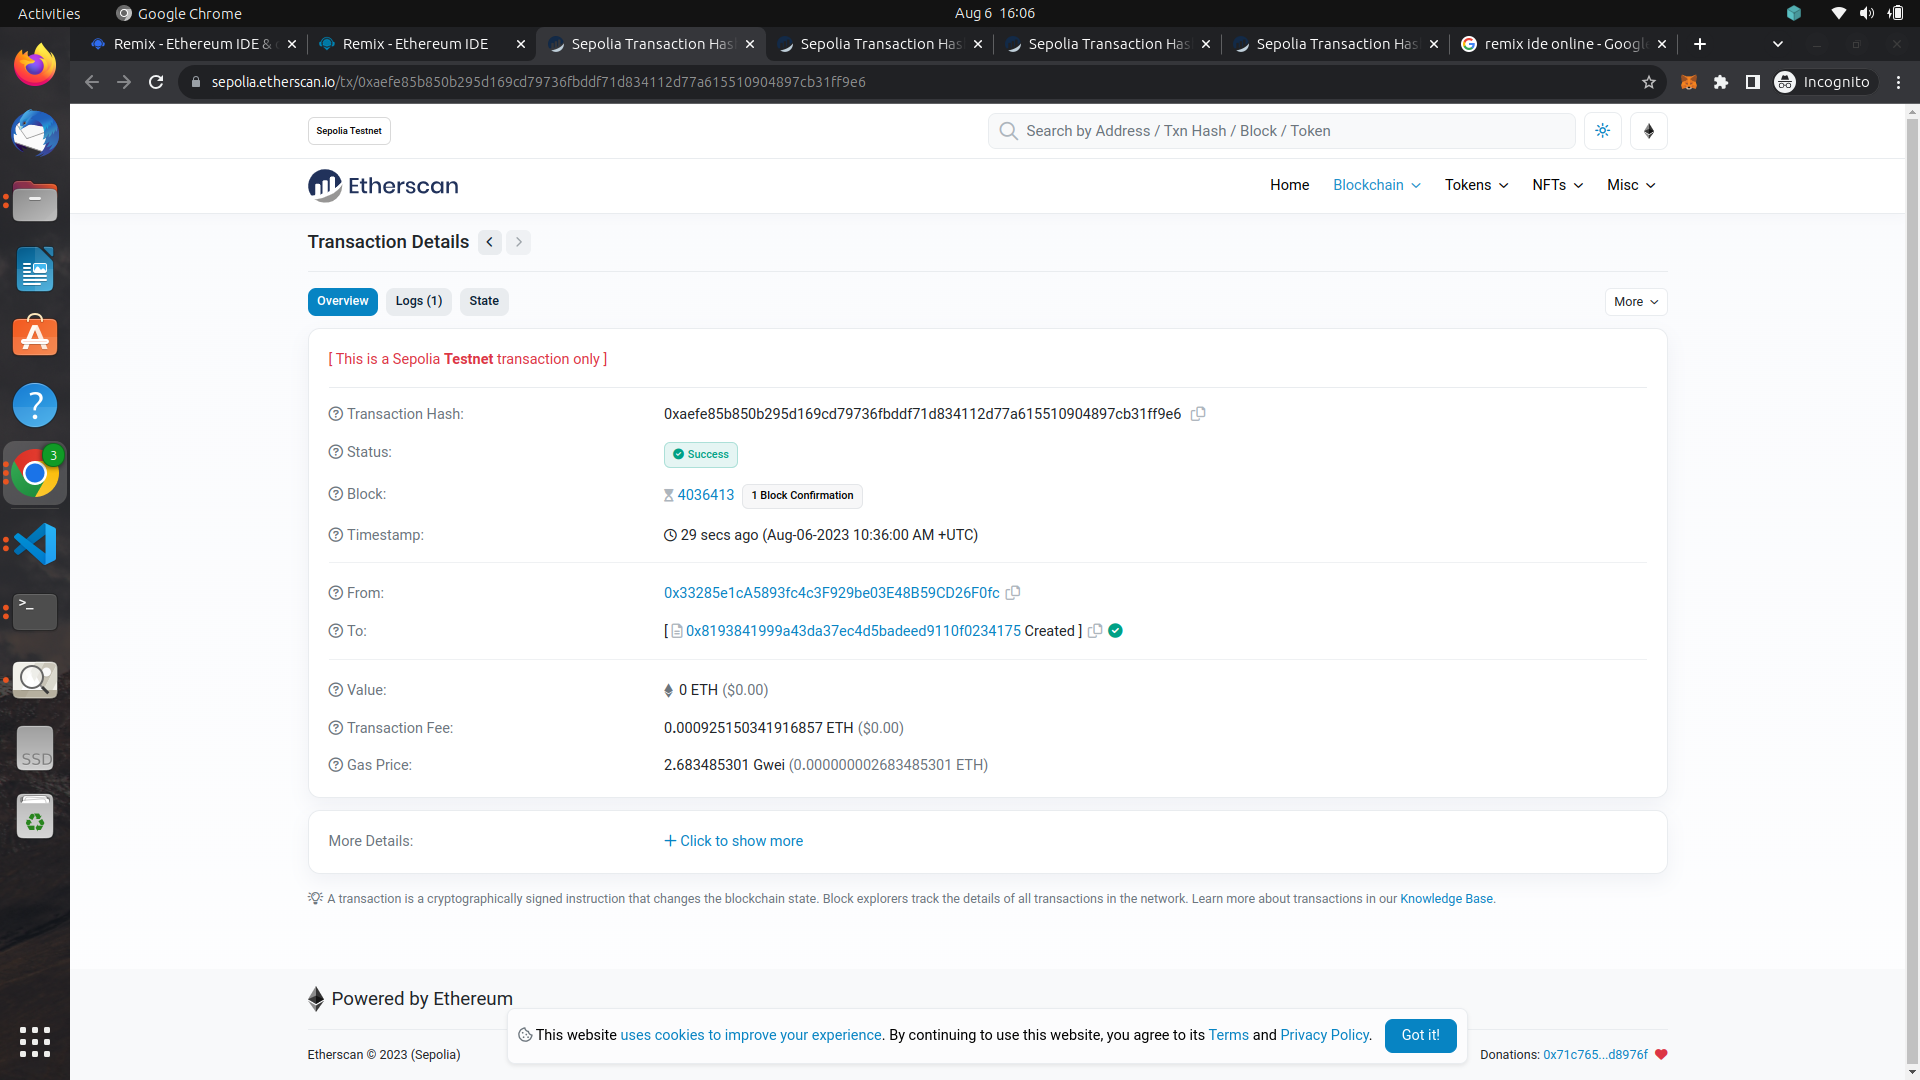 Activities Google Chrome Aug 6 16:06
Remix - Ethereum IDE & Remix - Ethereum IDE Sepolia Transaction Has Sepolia Transaction Has Sepolia Transaction Has Sepolia Transaction Has remix ide online - Google
sepolia.etherscan.io/tx/0xaefe85b850b295d169cd79736fbddf71d834112d77a615510904897cb31ff9e6 Incognito
Sepolia Testnet Search by Address / Txn Hash / Block / Token
Etherscan Home Blockchain Tokens NFTs Misc
Transaction Details
Overview Logs (1) State More
[ This is a Sepolia Testnet transaction only ]
Transaction Hash: 0xaefe85b850b295d169cd79736fbddf71d834112d77a615510904897cb31ff9e6
Status: Success
3
Block: 4036413 1 Block Confirmation
Timestamp: 29 secs ago (Aug-06-2023 10:36:00 AM +UTC)
From: 0x33285e1cA5893fc4c3F929be03E48B59CD26F0fc
To: [ 0x8193841999a43da37ec4d5badeed9110f0234175 Created ]
Value: 0 ETH ($0.00)
Transaction Fee: 0.000925150341916857 ETH ($0.00)
SSD
Gas Price: 2.683485301 Gwei (0.000000002683485301 ETH)
More Details: + Click to show more
A transaction is a cryptographically signed instruction that changes the blockchain state. Block explorers track the details of all transactions in the network. Learn more about transactions in our Knowledge Base.
Powered by Ethereum
This website uses cookies to improve your experience. By continuing to use this website, you agree to its Terms and Privacy Policy. Got it!
Etherscan © 2023 (Sepolia) Donations: 0x71c765...d8976f